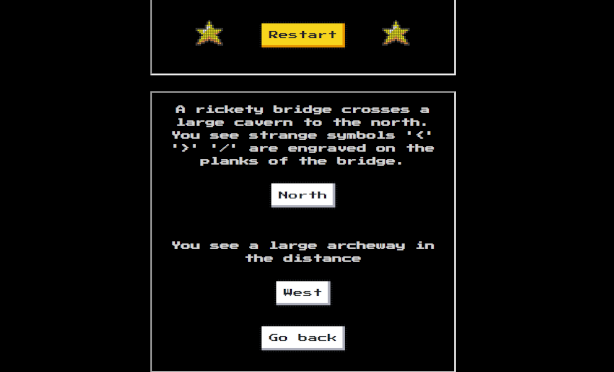 Restart
A rickety bridge crosses a
large cavern to the north.
You see strange symbols '<'
'>' '/' are engraved on the
planks of the bridge.
North
You see a large archeway in
the distance
West
Go back